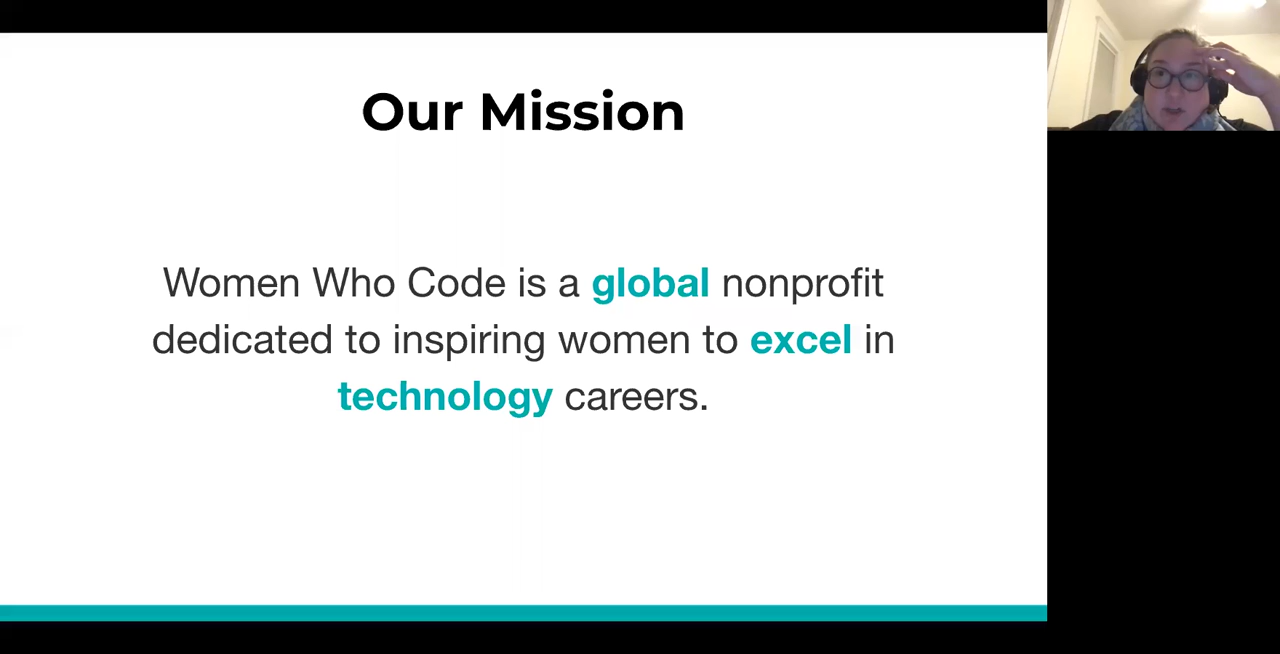 Our Mission
Women Who Code is a global nonprofit
dedicated to inspiring women to excel in
technology careers.